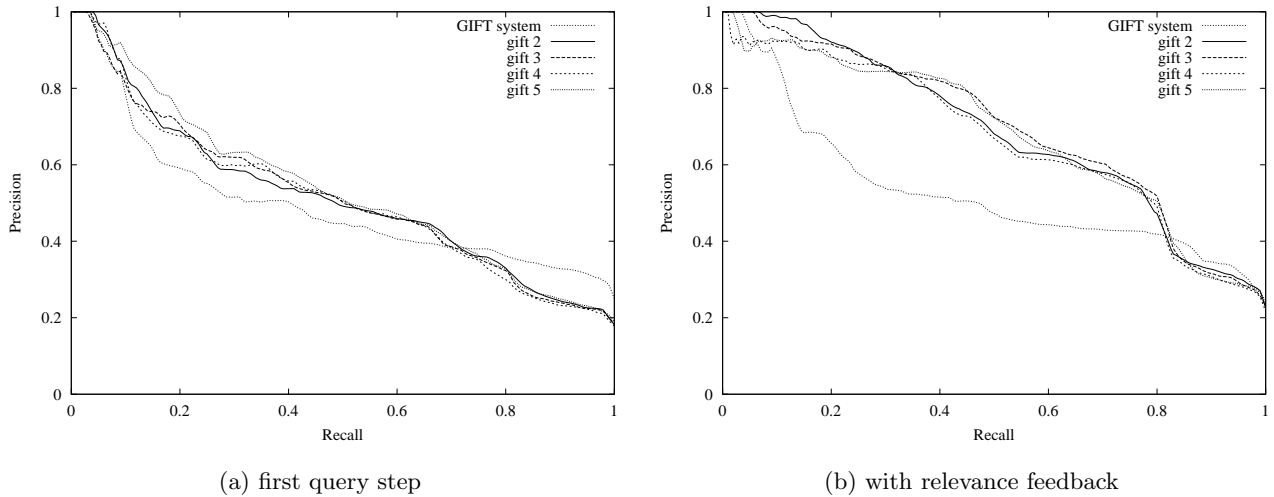 1
0.8
0.6
0.4
0.2
0
0 0.2 0.4 0.6 0.8 1
Precision
Recall
GIFT system
gift 2
gift 3
gift 4
gift 5
(a) first query step
1
0.8
0.6
0.4
0.2
0
0 0.2 0.4 0.6 0.8 1
Precision
Recall
GIFT system
gift 2
gift 3
gift 4
gift 5
(b) with relevance feedback